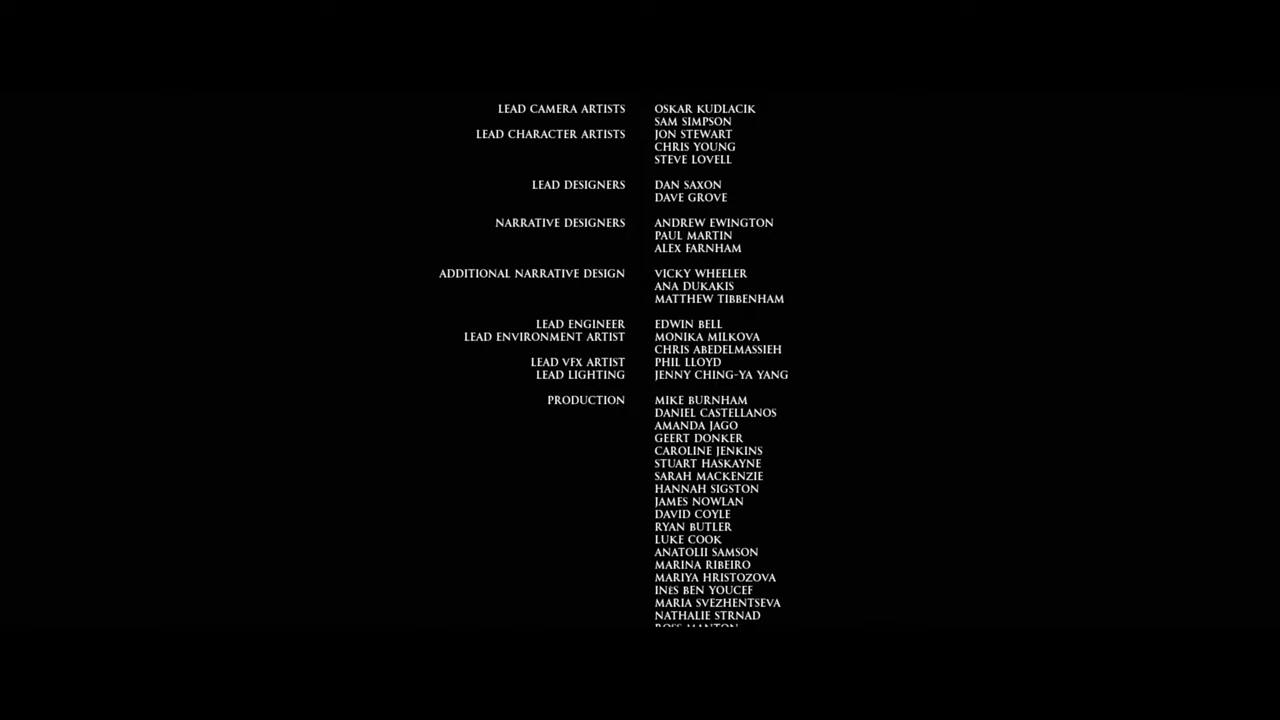 LEAD CAMERA ARTISTS OSKAR KUDLACIK
SAM SIMPSON
LEAD CHARACTER ARTISTS JON STEWART
CHRIS YOUNG
STEVE LOVELL
LEAD DESIGNERS DAN SAXON
DAVE GROVE
NARRATIVE DESIGNERS ANDREW EWINGTON
PAUL MARTIN
ALEX FARNHAM
ADDITIONAL NARRATIVE DESIGN VICKY WHEELER
ANA DUKAKIS
MATTHEW TIBBENHAM
LEAD ENGINEER EDWIN BELL
LEAD ENVIRONMENT ARTIST MONIKA MILKOVA
CHRIS ABEDELMASSIEH
LEAD VFX ARTIST PHIL LLOYD
LEAD LIGHTING JENNY CHING-YA YANG
PRODUCTION MIKE BURNHAM
DANIEL CASTELLANOS
AMANDA JAGO
GEERT DONKER
CAROLINE JENKINS
STUART HASKAYNE
SARAH MACKENZIE
HANNAH SIGSTON
JAMES NOWLAN
DAVID COYLE
RYAN BUTLER
LUKE COOK
ANATOLII SAMSON
MARINA RIBEIRO
MARIYA HRISTOZOVA
INÈS BEN YOUCEF
MARIA SVEZHENTSEVA
NATHALIE STRNAD
ROSS MANTON